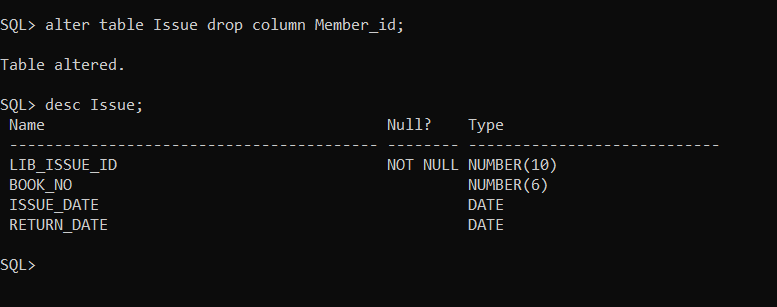 SQL> alter table Issue drop column Member_id;
Table altered.
SQL> desc Issue;
Name Null? Type
----------------------------------------- -------- ----------------------------
LIB_ISSUE_ID NOT NULL NUMBER(10)
BOOK_NO NUMBER(6)
ISSUE_DATE DATE
RETURN_DATE DATE
SQL>